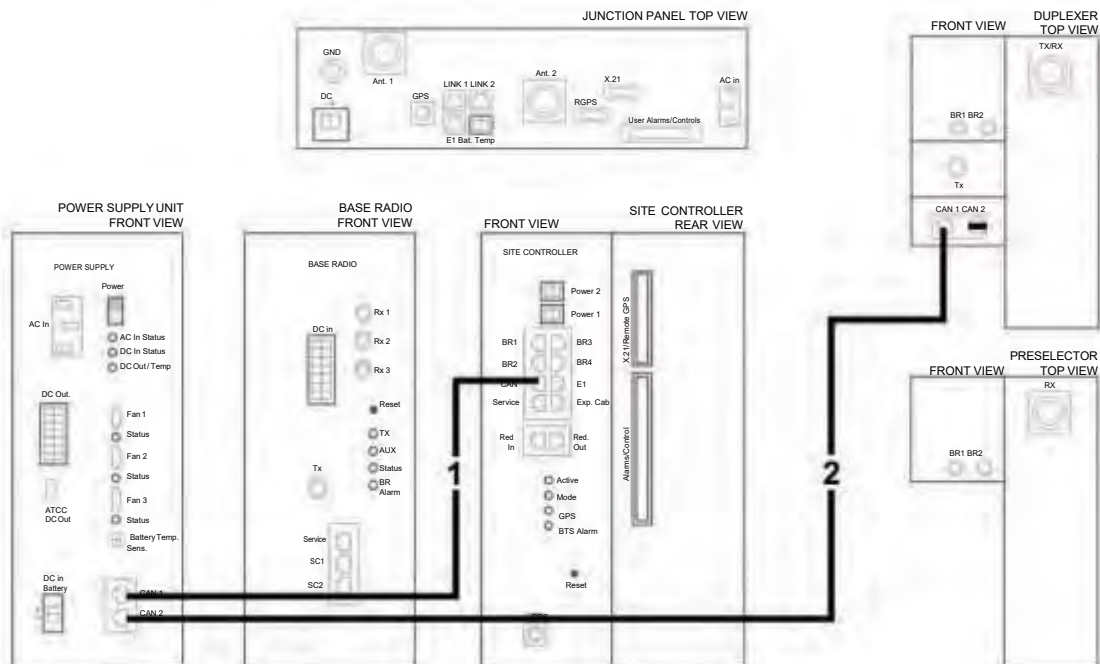 JUNCTION PANEL TOP VIEW
GND
Ant. 1
DC
GPS
LINK 1 LINK 2
E1 Bat. Temp
Ant. 2
X.21
RGPS
User Alarms/Controls
AC in
FRONT VIEW
DUPLEXER
TOP VIEW
TX/RX
BR1 BR2
Tx
CAN 1 CAN 2
POWER SUPPLY UNIT
FRONT VIEW
POWER SUPPLY
Power
AC In
AC In Status
DC In Status
DC Out / Temp
DC Out.
Fan 1
Status
Fan 2
Status
Fan 3
Status
ATCC
DC Out
Battery Temp.
Sens.
DC in
Battery
CAN 1
CAN 2
BASE RADIO
FRONT VIEW
BASE RADIO
DC in
Rx 1
Rx 2
Rx 3
Reset
TX
AUX
Status
BR
Alarm
Tx
Service
SC1
SC2
1
FRONT VIEW
SITE CONTROLLER
REAR VIEW
SITE CONTROLLER
Power 2
Power 1
BR1
BR3
BR2
BR4
CAN
E1
Service
Exp. Cab
Red
In
Red.
Out
Active
Mode
GPS
BTS Alarm
Reset
GPS
X.21/Remote GPS
Alarms/Control
2
FRONT VIEW
PRESELECTOR
TOP VIEW
RX
BR1 BR2